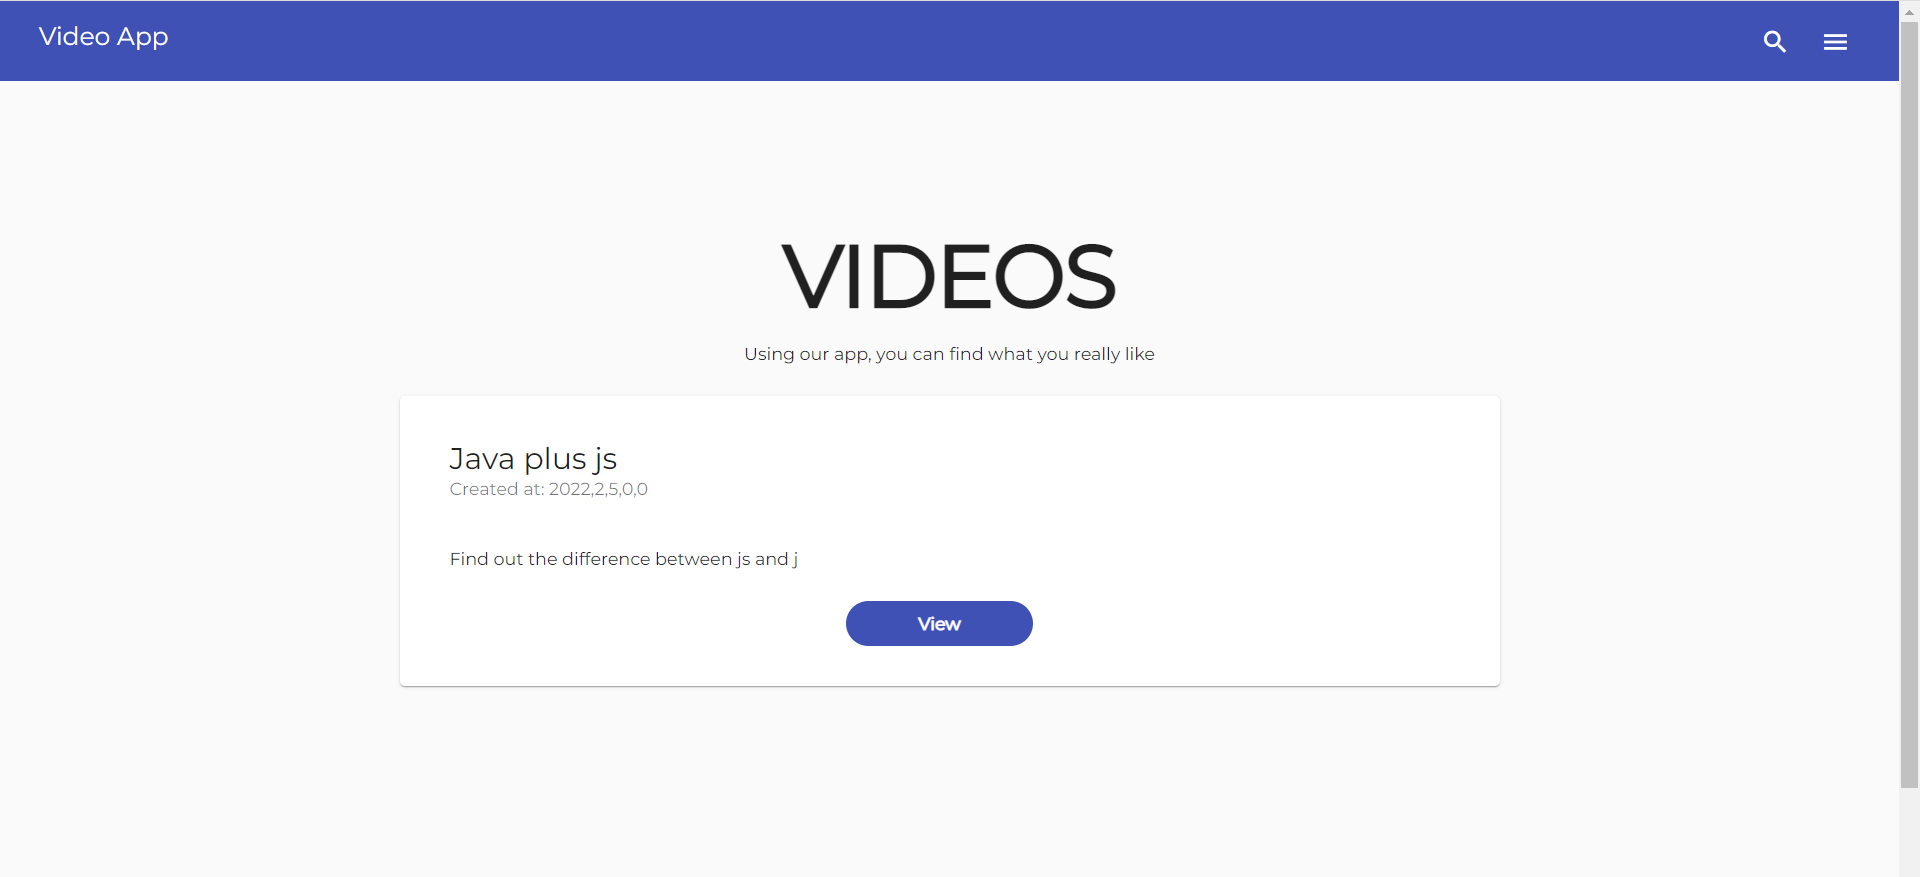 Video App
VIDEOS
Using our app, you can find what you really like
Java plus js
Created at: 2022,2,5,0,0
Find out the difference between js and j
View